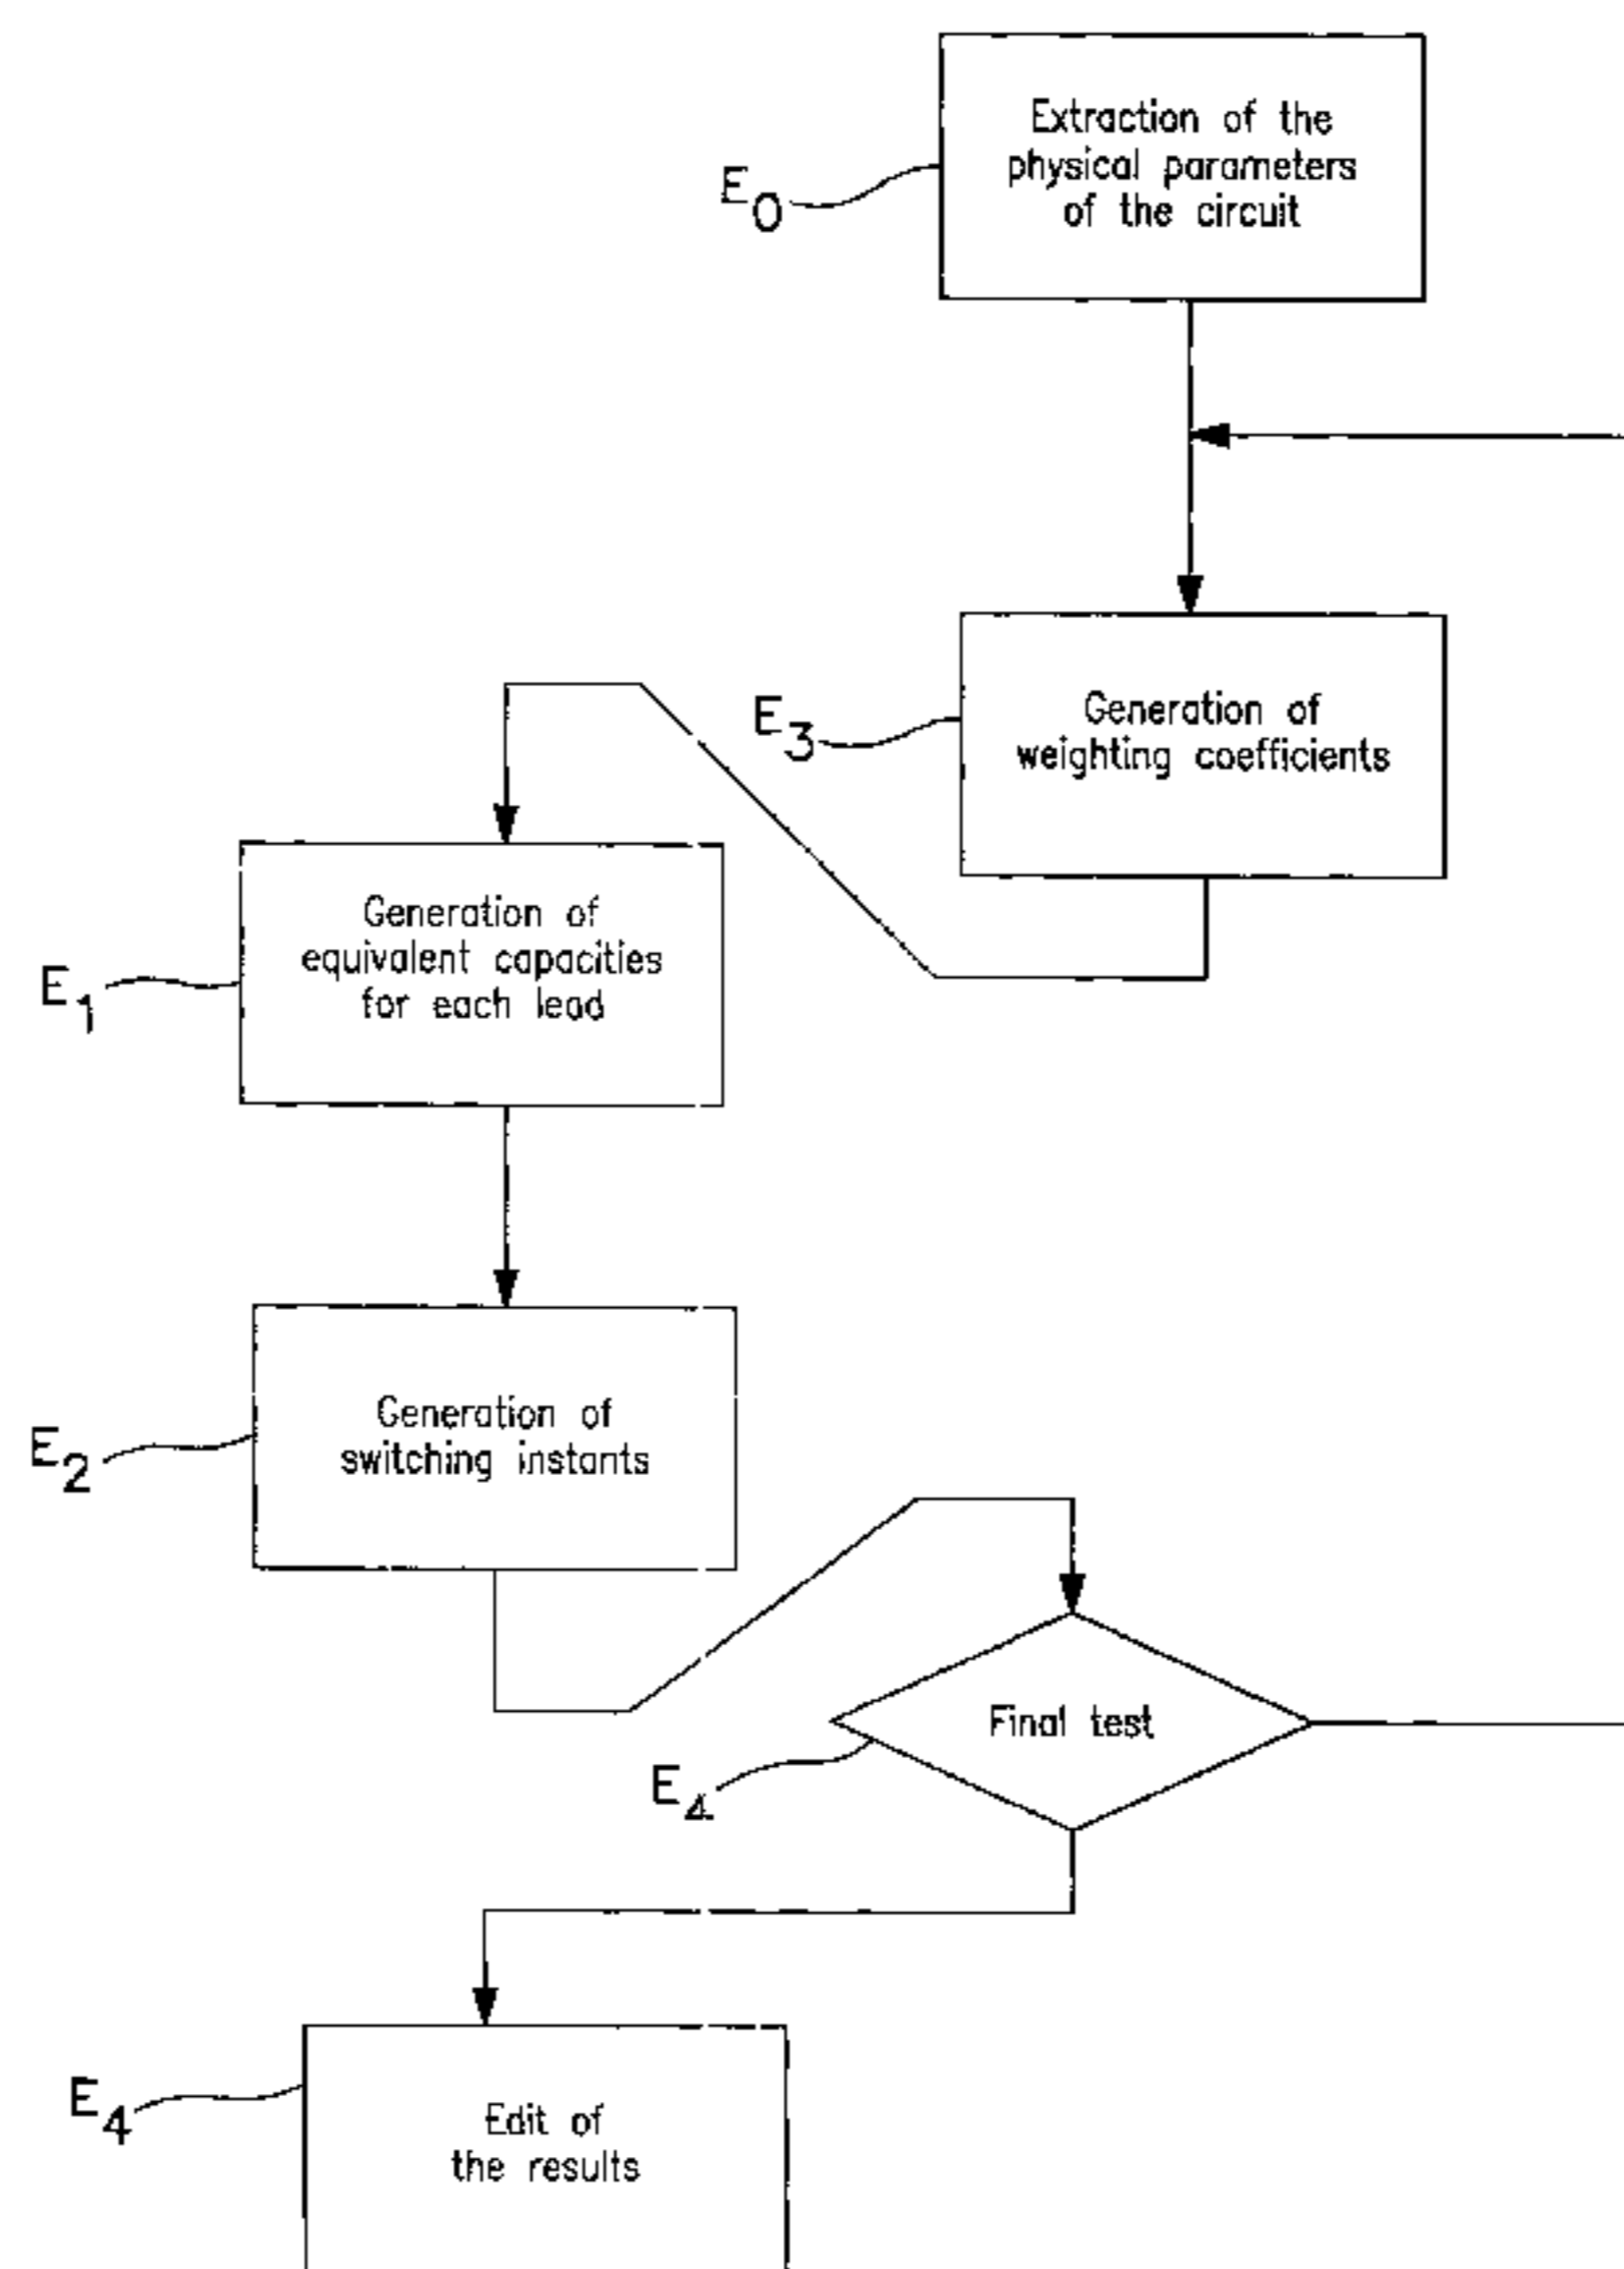 Extraction of the
physical parameters
of the circuit
E0
Generation of
weighting coefficients
E3
Generation of
equivalent capacities
for each lead
E1
Generation of
switching instants
E2
Final test
E4
Edit of
the results
E4